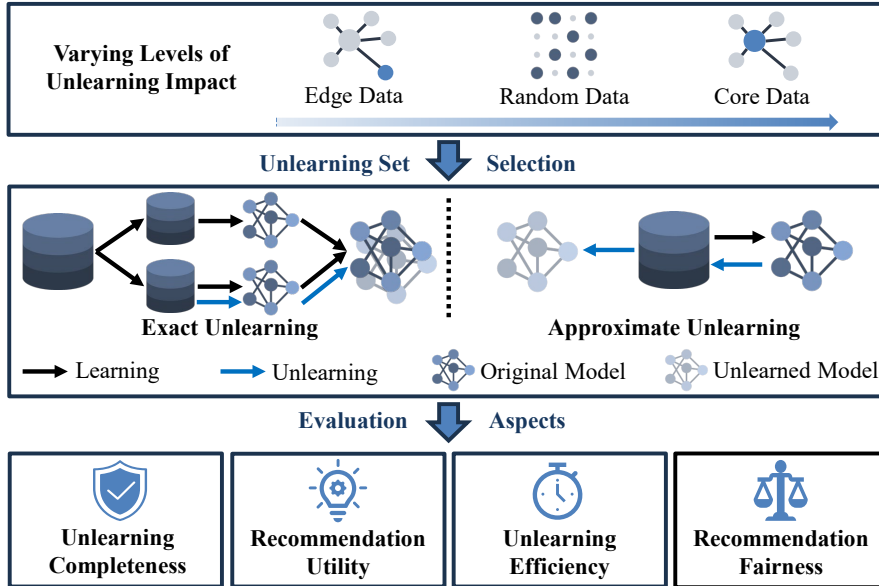 Varying Levels of
Unlearning Impact
Edge Data
Random Data
Core Data
Unlearning Set
Selection
Exact Unlearning
Approximate Unlearning
Learning
Unlearning
Original Model
Unlearned Model
Evaluation
Aspects
Unlearning
Completeness
Recommendation
Utility
Unlearning
Efficiency
Recommendation
Fairness